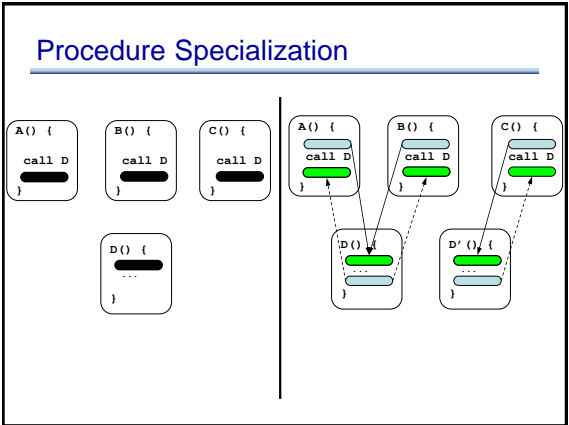 Procedure Specialization
A() {
call D
}
B() {
call D
}
C() {
call D
}
D() {
...
}
A() {
call D
}
B() {
call D
}
C() {
call D
}
D() {
...
}
D’() {
...
}